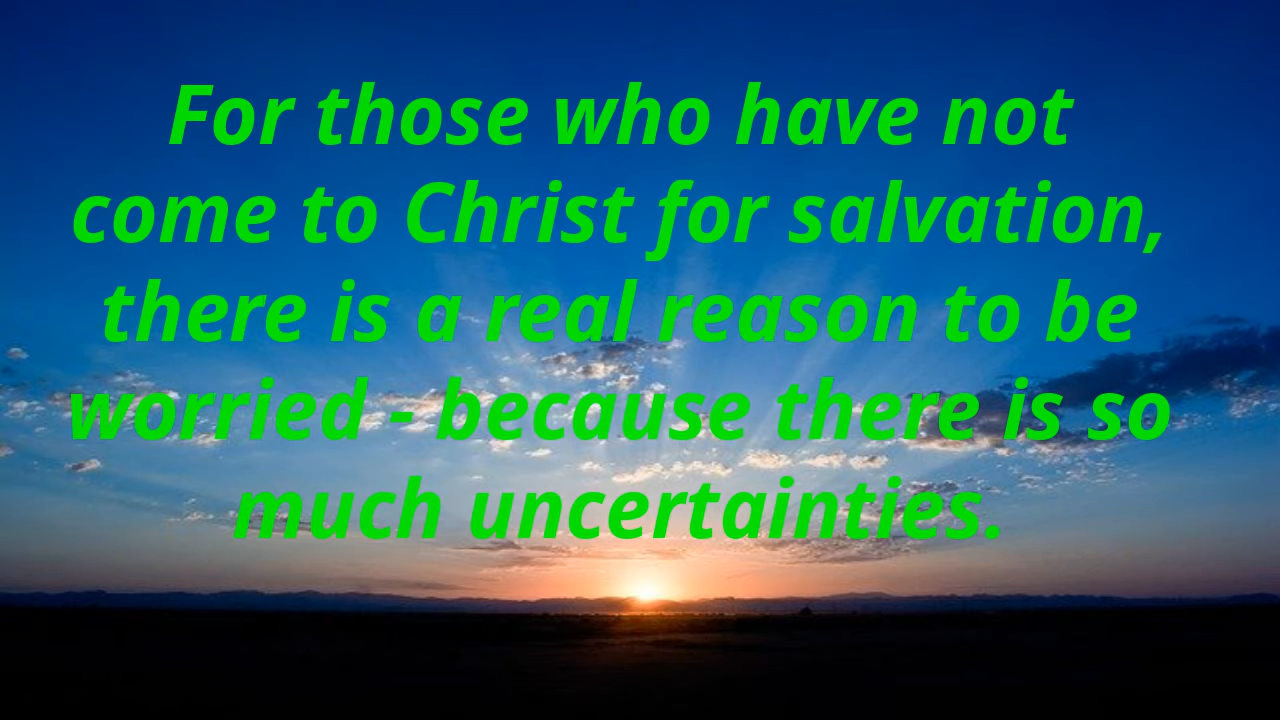 For those who have not
come to Christ for salvation,
there is a real reason to be
worried - because there is so
much uncertainties.